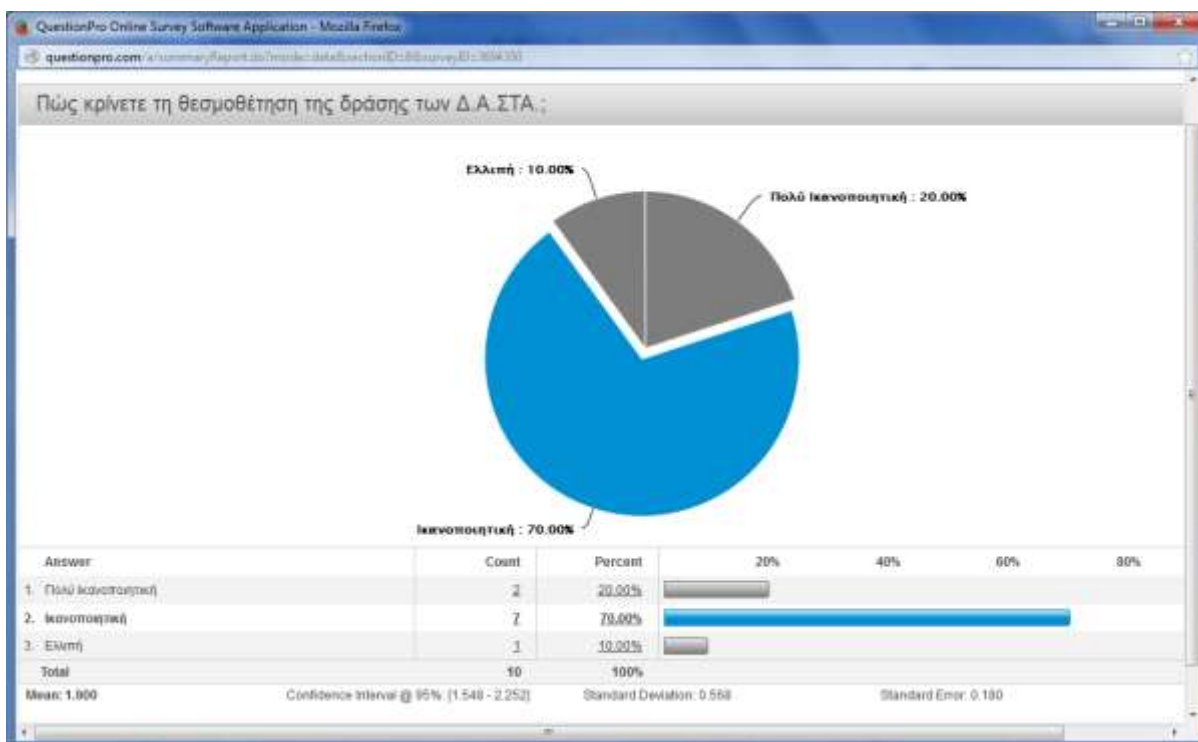 QuestionPro Online Survey Software Application - Mozilla Firefox
questionpro.com
Πώς κρίνετε τη θεσμοθέτηση της δράσης των Δ.Α.ΣΤΑ.;
Ελλιπή : 10.00%
Πολύ Ικανοποιητική : 20.00%
Ικανοποιητική : 70.00%
Answer Count Percent 20% 40% 60% 80%
1. Πολύ Ικανοποιητική 2 20.00%
2. Ικανοποιητική 7 70.00%
3. Ελλιπή 1 10.00%
Total 10 100%
Mean: 1.900 Confidence Interval @ 95%: [1.548 - 2.252] Standard Deviation: 0.568 Standard Error: 0.180